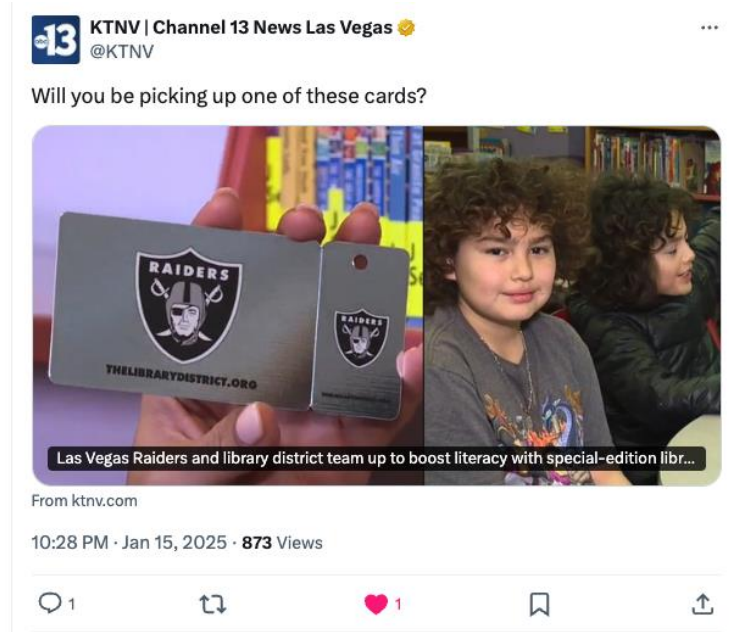 abc 13
KTNV | Channel 13 News Las Vegas
@KTNV
Will you be picking up one of these cards?
RAIDERS
THELIBRARYDISTRICT.ORG
RAIDERS
J
J
Se
Las Vegas Raiders and library district team up to boost literacy with special-edition libr...
From ktnv.com
10:28 PM · Jan 15, 2025 · 873 Views
1
1